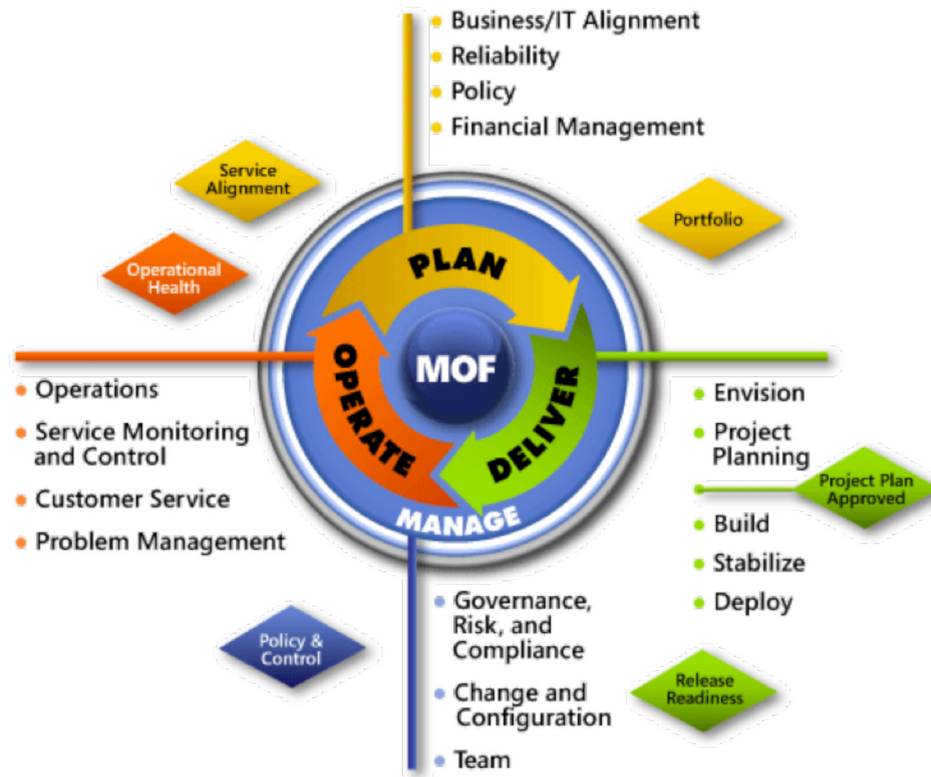 Business/IT Alignment
Reliability
Policy
Financial Management
Service
Alignment
Portfolio
Operational
Health
PLAN
MOF
OPERATE
DELIVER
MANAGE
Operations
Service Monitoring
and Control
Customer Service
Problem Management
Envision
Project
Planning
Project Plan
Approved
Build
Stabilize
Deploy
Policy &
Control
Governance,
Risk, and
Compliance
Change and
Configuration
Team
Release
Readiness